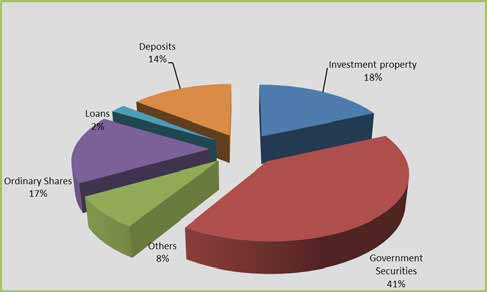 Deposits
14%
Investment property
18%
Loans
2%
Ordinary Shares
17%
Others
8%
Government
Securities
41%